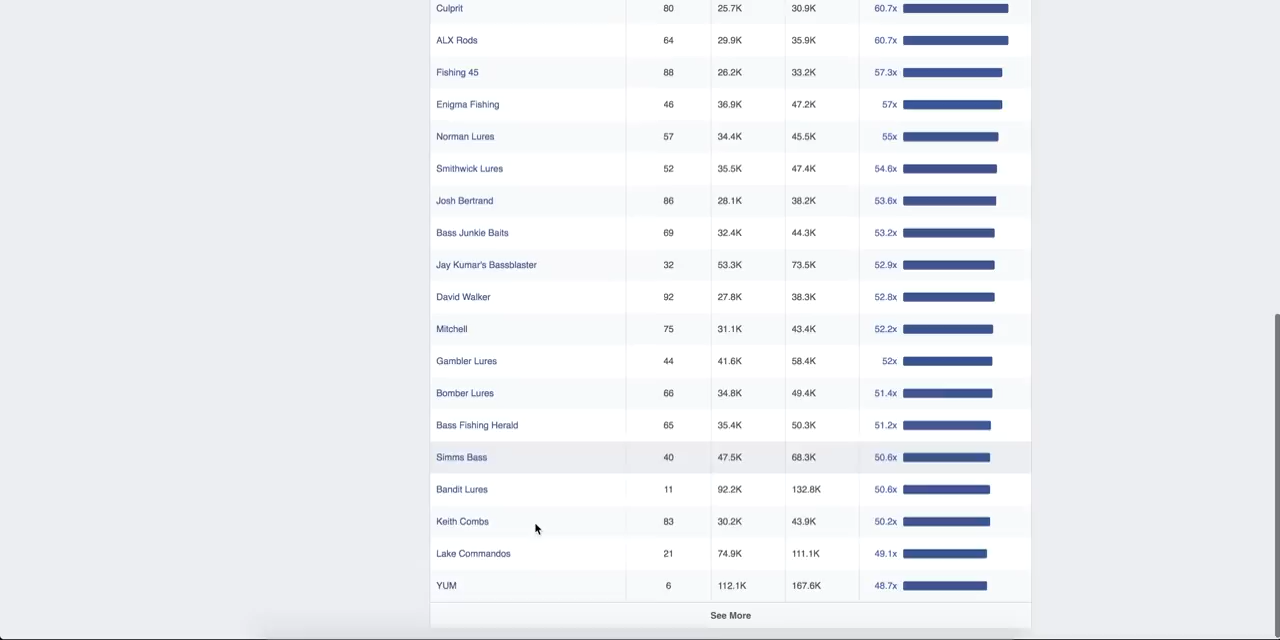 Culprit 80 25.7K 30.9K 60.7x
ALX Rods 64 29.9K 35.9K 60.7x
Fishing 45 88 26.2K 33.2K 57.3x
Enigma Fishing 46 36.9K 47.2K 57x
Norman Lures 57 34.4K 45.5K 55x
Smithwick Lures 52 35.5K 47.4K 54.6x
Josh Bertrand 86 28.1K 38.2K 53.6x
Bass Junkie Baits 69 32.4K 44.3K 53.2x
Jay Kumar's Bassblaster 32 53.3K 73.5K 52.9x
David Walker 92 27.8K 38.3K 52.8x
Mitchell 75 31.1K 43.4K 52.2x
Gambler Lures 44 41.6K 58.4K 52x
Bomber Lures 66 34.8K 49.4K 51.4x
Bass Fishing Herald 65 35.4K 50.3K 51.2x
Simms Bass 40 47.5K 68.3K 50.6x
Bandit Lures 11 92.2K 132.8K 50.6x
Keith Combs 83 30.2K 43.9K 50.2x
Lake Commandos 21 74.9K 111.1K 49.1x
YUM 6 112.1K 167.6K 48.7x
See More